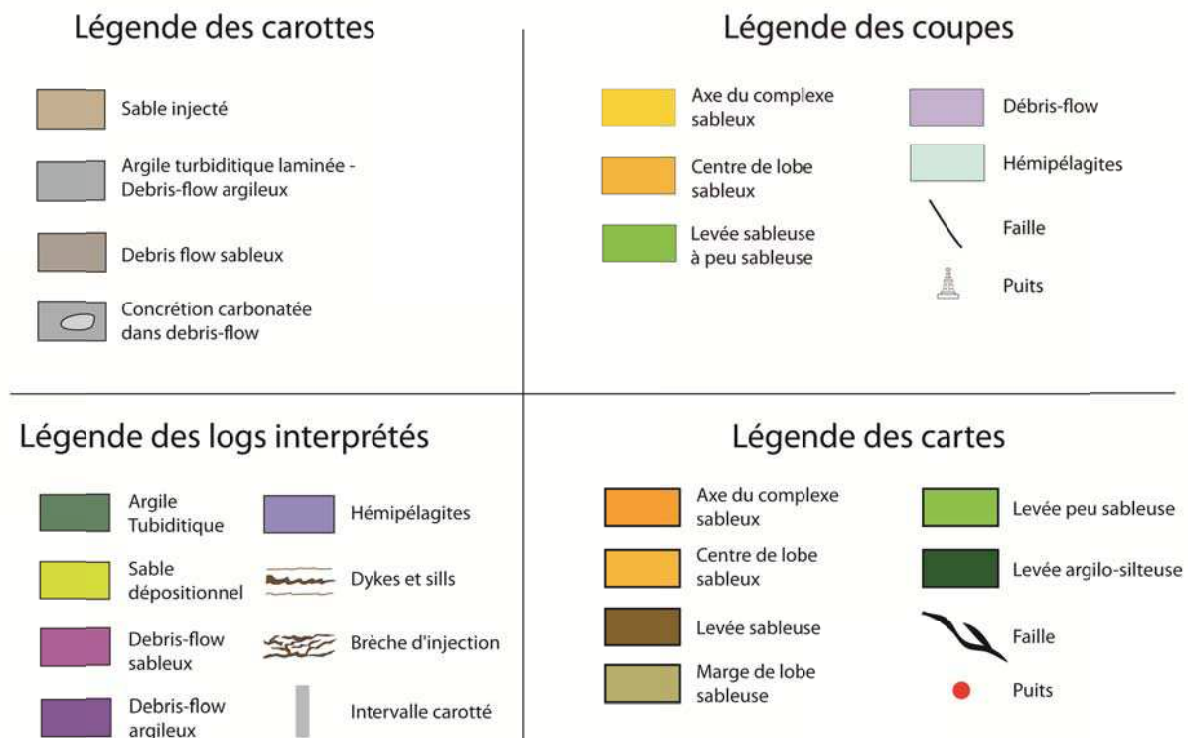 Légende des carottes
Sable injecté
Argile turbiditique laminée -
Debris-flow argileux
Debris flow sableux
Concrétion carbonatée
dans debris-flow
Légende des coupes
Axe du complexe
sableux
Centre de lobe
sableux
Levée sableuse
à peu sableuse
Débris-flow
Hémipélagites
Faille
Puits
Légende des logs interprétés
Argile
Tubiditique
Sable
dépositionnel
Debris-flow
sableux
Debris-flow
argileux
Hémipélagites
Dykes et sills
Brèche d'injection
Intervalle carotté
Légende des cartes
Axe du complexe
sableux
Centre de lobe
sableux
Levée sableuse
Marge de lobe
sableuse
Levée peu sableuse
Levée argilo-silteuse
Faille
Puits